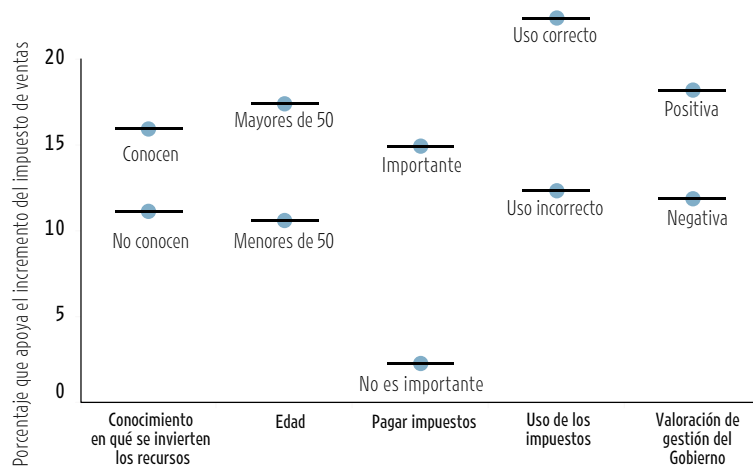 Porcentaje que apoya el incremento del impuesto de ventas
20
15
10
5
0
Conocen
No conocen
Mayores de 50
Menores de 50
Importante
No es importante
Uso correcto
Uso incorrecto
Positiva
Negativa
Conocimiento
en qué se invierten
los recursos
Edad
Pagar impuestos
Uso de los
impuestos
Valoración de
gestión del
Gobierno